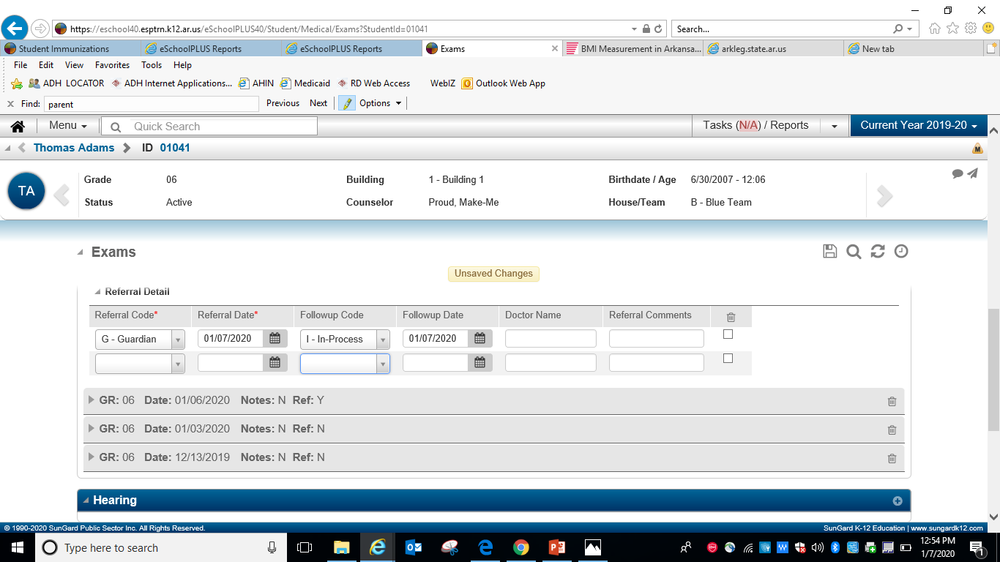 https://eschool40.esptrn.k12.ar.us/eSchoolPLUS40/Student/Medical/Exams?StudentId=01041
Search...
Student Immunizations
eSchoolPLUS Reports
eSchoolPLUS Reports
Exams
BMI Measurement in Arkansa...
arkleg.state.ar.us
New tab
File Edit View Favorites Tools Help
ADH LOCATOR ADH Internet Applications... AHIN Medicaid RD Web Access WebIZ Outlook Web App
Find: parent Previous Next Options
Menu Quick Search Tasks (N/A) / Reports Current Year 2019-20
Thomas Adams ID 01041
M
TA
Grade 06 Building 1 - Building 1 Birthdate / Age 6/30/2007 - 12:06
Status Active Counselor Proud, Make-Me House/Team B - Blue Team
Exams
Unsaved Changes
Referral Detail
Referral Code* Referral Date* Followup Code Followup Date Doctor Name Referral Comments
G - Guardian 01/07/2020 I - In-Process 01/07/2020
GR: 06 Date: 01/06/2020 Notes: N Ref: Y
GR: 06 Date: 01/03/2020 Notes: N Ref: N
GR: 06 Date: 12/13/2019 Notes: N Ref: N
Hearing
© 1990-2020 SunGard Public Sector Inc. All Rights Reserved. SunGard K-12 Education | www.sungardk12.com
Type here to search
12:54 PM
1/7/2020
1